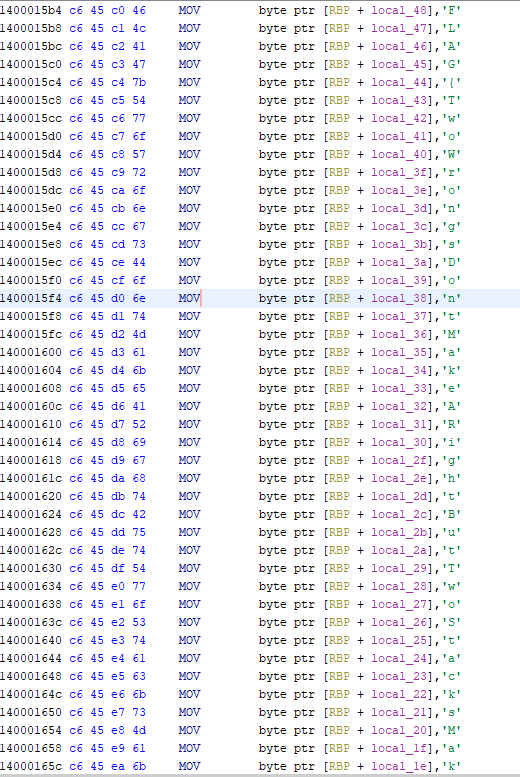 1400015b4 c6 45 c0 46 MOV byte ptr [RBP + local_48],'F'
1400015b8 c6 45 c1 4c MOV byte ptr [RBP + local_47],'L'
1400015bc c6 45 c2 41 MOV byte ptr [RBP + local_46],'A'
1400015c0 c6 45 c3 47 MOV byte ptr [RBP + local_45],'G'
1400015c4 c6 45 c4 7b MOV byte ptr [RBP + local_44],'{'
1400015c8 c6 45 c5 54 MOV byte ptr [RBP + local_43],'T'
1400015cc c6 45 c6 77 MOV byte ptr [RBP + local_42],'w'
1400015d0 c6 45 c7 6f MOV byte ptr [RBP + local_41],'o'
1400015d4 c6 45 c8 57 MOV byte ptr [RBP + local_40],'W'
1400015d8 c6 45 c9 72 MOV byte ptr [RBP + local_3f],'r'
1400015dc c6 45 ca 6f MOV byte ptr [RBP + local_3e],'o'
1400015e0 c6 45 cb 6e MOV byte ptr [RBP + local_3d],'n'
1400015e4 c6 45 cc 67 MOV byte ptr [RBP + local_3c],'g'
1400015e8 c6 45 cd 73 MOV byte ptr [RBP + local_3b],'s'
1400015ec c6 45 ce 44 MOV byte ptr [RBP + local_3a],'D'
1400015f0 c6 45 cf 6f MOV byte ptr [RBP + local_39],'o'
1400015f4 c6 45 d0 6e MOV byte ptr [RBP + local_38],'n'
1400015f8 c6 45 d1 74 MOV byte ptr [RBP + local_37],'t'
1400015fc c6 45 d2 4d MOV byte ptr [RBP + local_36],'M'
140001600 c6 45 d3 61 MOV byte ptr [RBP + local_35],'a'
140001604 c6 45 d4 6b MOV byte ptr [RBP + local_34],'k'
140001608 c6 45 d5 65 MOV byte ptr [RBP + local_33],'e'
14000160c c6 45 d6 41 MOV byte ptr [RBP + local_32],'A'
140001610 c6 45 d7 52 MOV byte ptr [RBP + local_31],'R'
140001614 c6 45 d8 69 MOV byte ptr [RBP + local_30],'i'
140001618 c6 45 d9 67 MOV byte ptr [RBP + local_2f],'g'
14000161c c6 45 da 68 MOV byte ptr [RBP + local_2e],'h'
140001620 c6 45 db 74 MOV byte ptr [RBP + local_2d],'t'
140001624 c6 45 dc 42 MOV byte ptr [RBP + local_2c],'B'
140001628 c6 45 dd 75 MOV byte ptr [RBP + local_2b],'u'
14000162c c6 45 de 74 MOV byte ptr [RBP + local_2a],'t'
140001630 c6 45 df 54 MOV byte ptr [RBP + local_29],'T'
140001634 c6 45 e0 77 MOV byte ptr [RBP + local_28],'w'
140001638 c6 45 e1 6f MOV byte ptr [RBP + local_27],'o'
14000163c c6 45 e2 53 MOV byte ptr [RBP + local_26],'S'
140001640 c6 45 e3 74 MOV byte ptr [RBP + local_25],'t'
140001644 c6 45 e4 61 MOV byte ptr [RBP + local_24],'a'
140001648 c6 45 e5 63 MOV byte ptr [RBP + local_23],'c'
14000164c c6 45 e6 6b MOV byte ptr [RBP + local_22],'k'
140001650 c6 45 e7 73 MOV byte ptr [RBP + local_21],'s'
140001654 c6 45 e8 4d MOV byte ptr [RBP + local_20],'M'
140001658 c6 45 e9 61 MOV byte ptr [RBP + local_1f],'a'
14000165c c6 45 ea 6b MOV byte ptr [RBP + local_1e],'k'